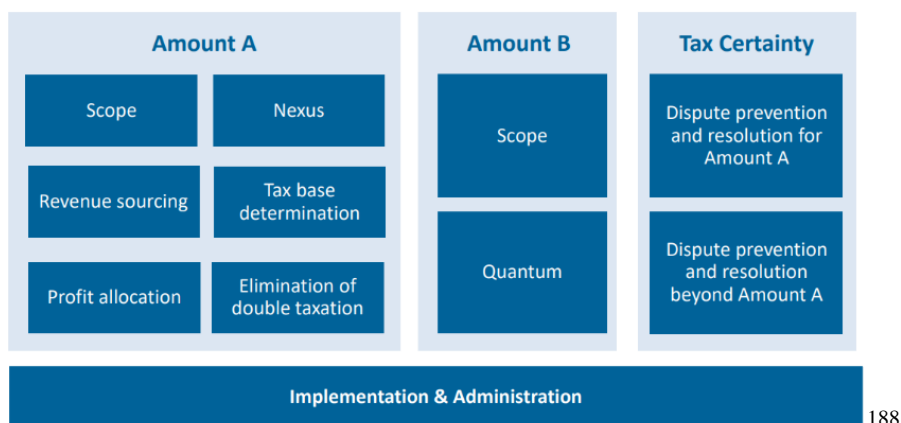 Amount A
Scope
Nexus
Revenue sourcing
Tax base
determination
Profit allocation
Elimination of
double taxation
Amount B
Scope
Quantum
Tax Certainty
Dispute prevention
and resolution for
Amount A
Dispute prevention
and resolution
beyond Amount A
Implementation & Administration
188